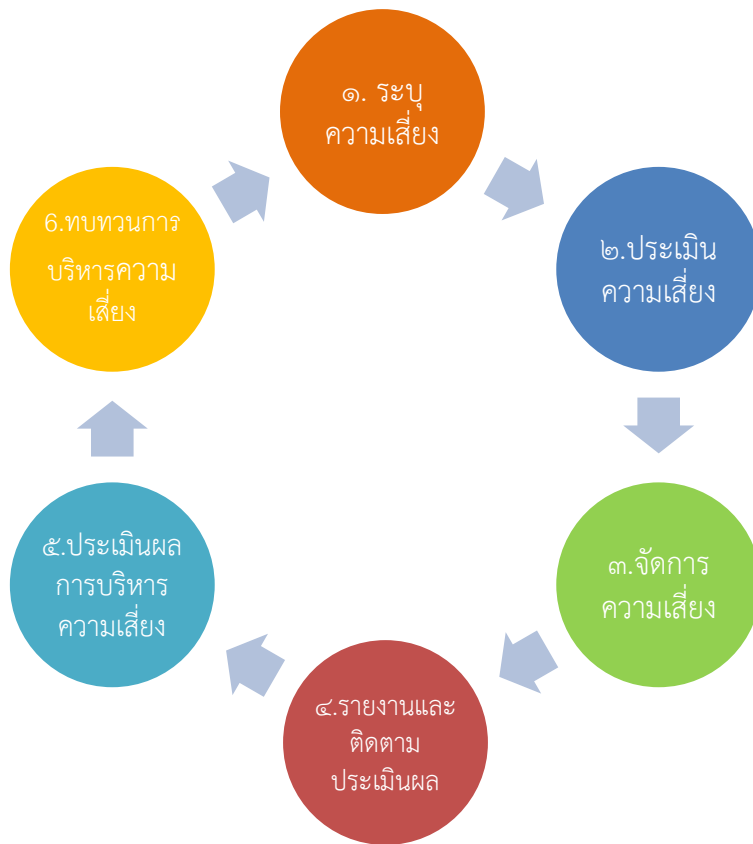 ๑. ระบุ
ความเสี่ยง
๒.ประเมิน
ความเสี่ยง
๓.จัดการ
ความเสี่ยง
๔.รายงานและ
ติดตาม
ประเมินผล
๕.ประเมินผล
การบริหาร
ความเสี่ยง
6.ทบทวนการ
บริหารความ
เสี่ยง